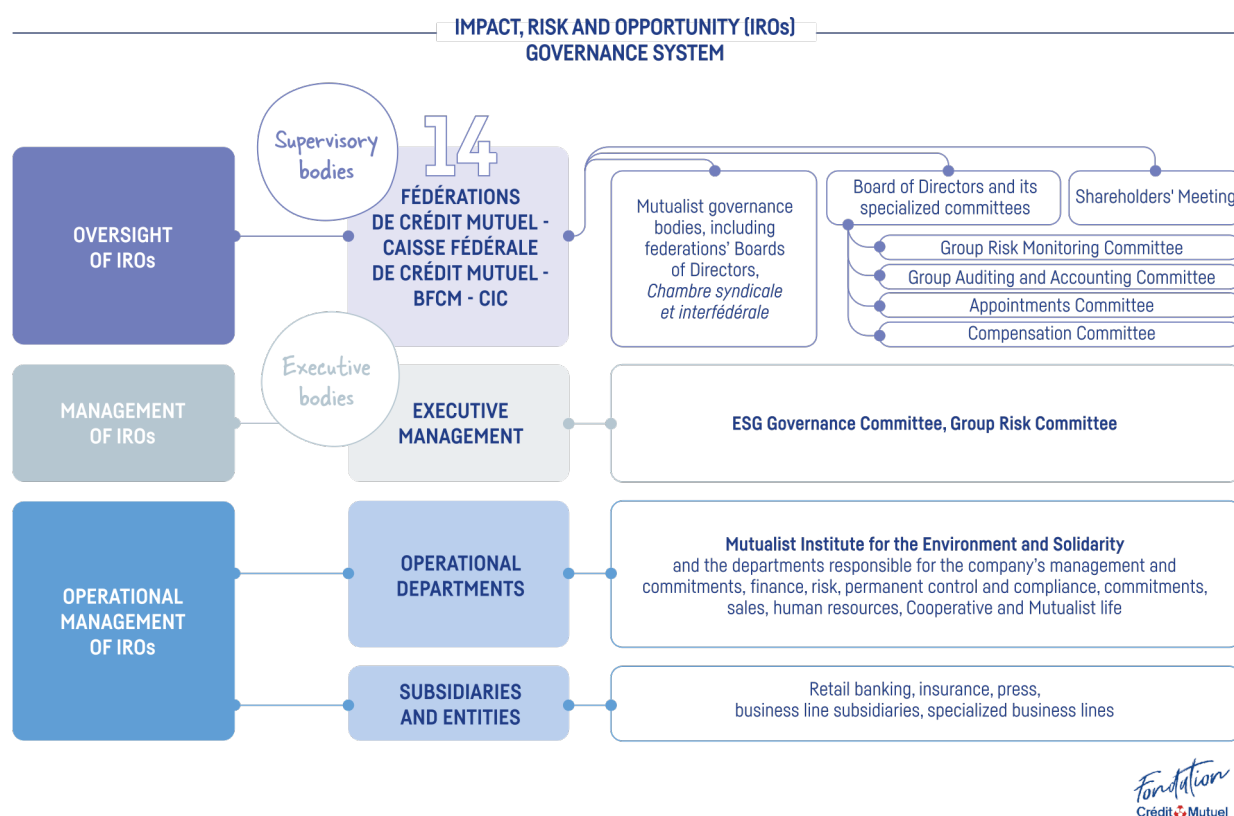 IMPACT, RISK AND OPPORTUNITY (IROs)
GOVERNANCE SYSTEM
OVERSIGHT
OF IROs
Supervisory
bodies
14
FÉDÉRATIONS
DE CRÉDIT MUTUEL -
CAISSE FÉDÉRALE
DE CRÉDIT MUTUEL -
BFCM - CIC
Mutualist governance
bodies, including
federations' Boards
of Directors,
Chambre syndicale
et interfédérale
Board of Directors and its
specialized committees
Group Risk Monitoring Committee
Group Auditing and Accounting Committee
Appointments Committee
Compensation Committee
Shareholders' Meeting
MANAGEMENT
OF IROs
Executive
bodies
EXECUTIVE
MANAGEMENT
ESG Governance Committee, Group Risk Committee
OPERATIONAL
MANAGEMENT
OF IROs
OPERATIONAL
DEPARTMENTS
Mutualist Institute for the Environment and Solidarity
and the departments responsible for the company's management and
commitments, finance, risk, permanent control and compliance, commitments,
sales, human resources, Cooperative and Mutualist life
SUBSIDIARIES
AND ENTITIES
Retail banking, insurance, press,
business line subsidiaries, specialized business lines
Fondation
Crédit Mutuel